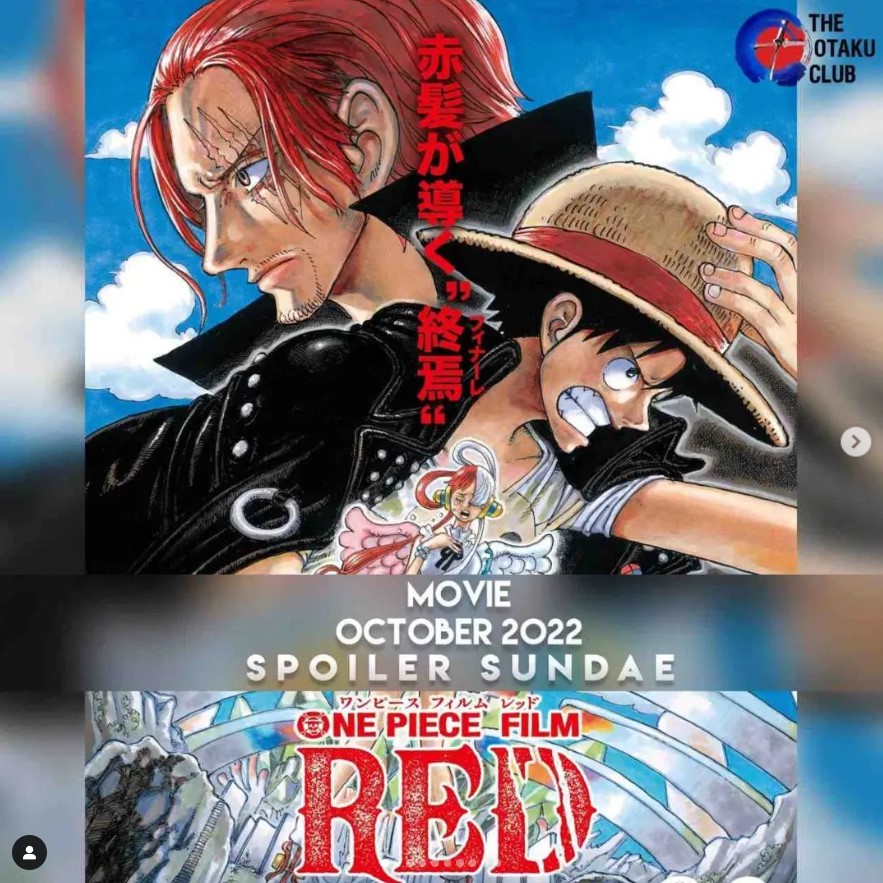 THE
OTAKU
CLUB
赤髪が導く”終焉“
フィナーレ
MOVIE
OCTOBER 2022
SPOILER SUNDAE
ワンピース フィルム レッド
ONE PIECE FILM
RED